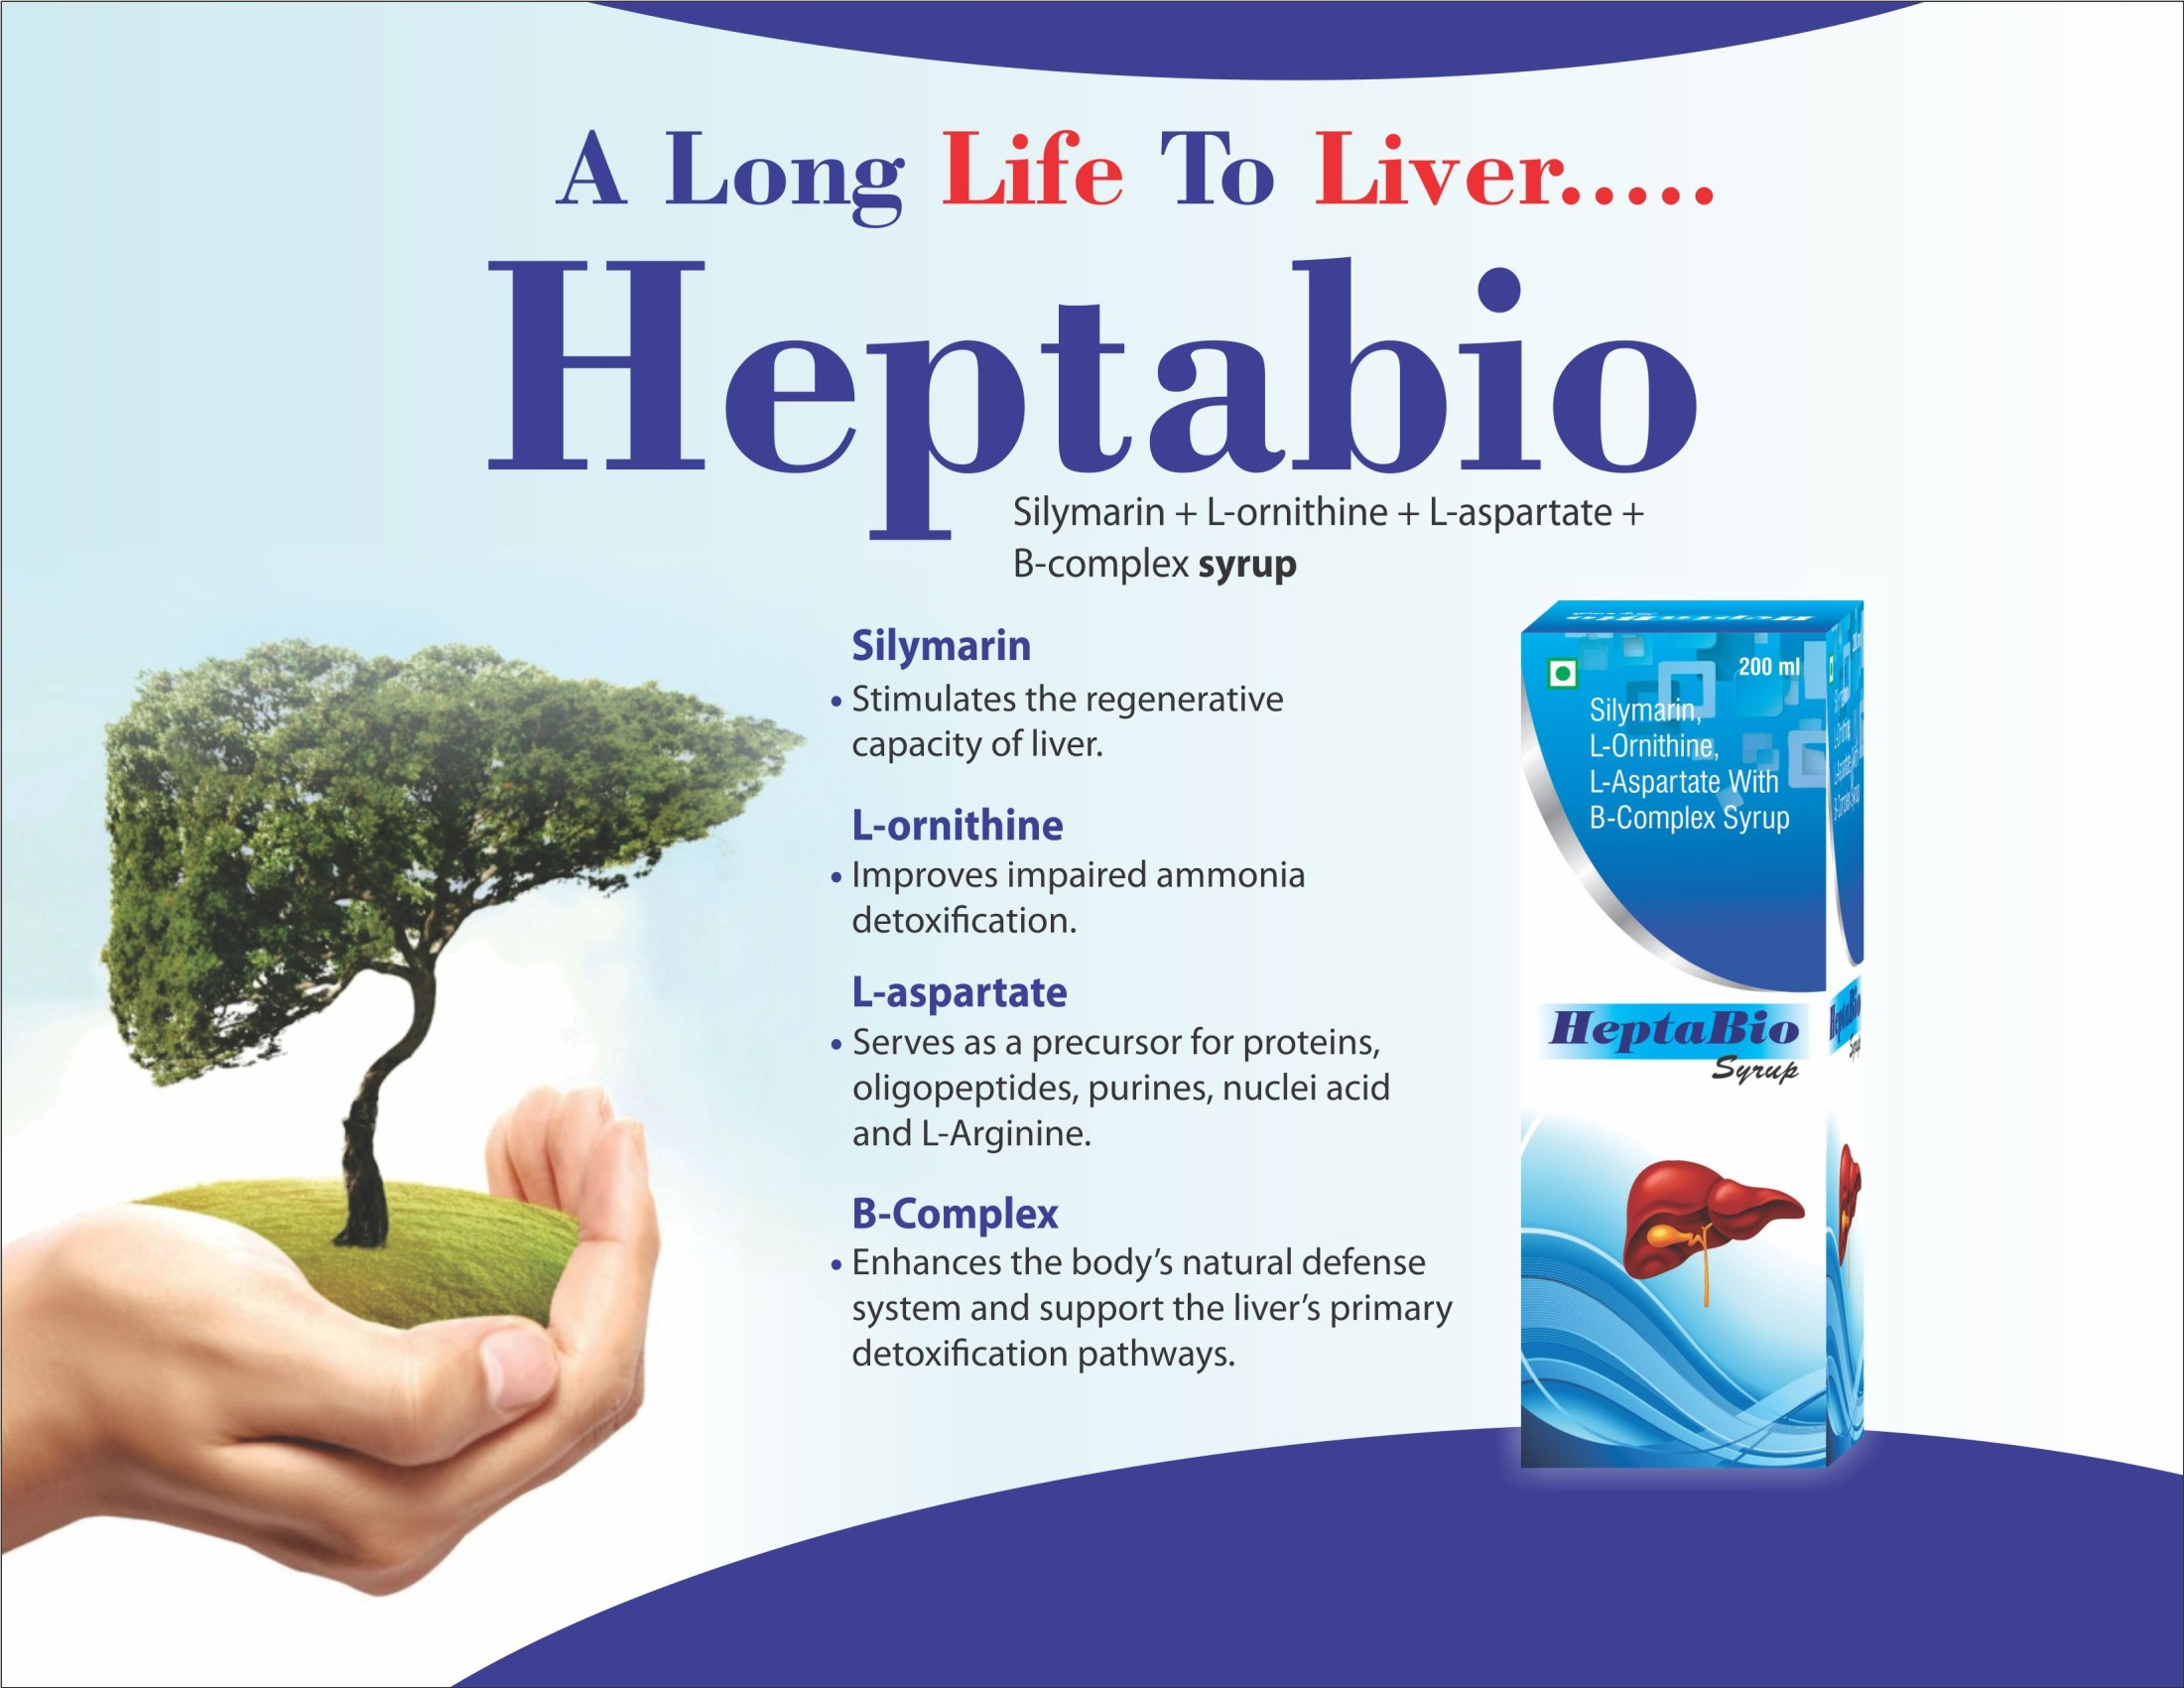 A Long Life To Liver.....
Heptabio
Silymarin + L-ornithine + L-aspartate +
B-complex syrup
Silymarin
• Stimulates the regenerative
capacity of liver.
L-ornithine
• Improves impaired ammonia
detoxification.
L-aspartate
• Serves as a precursor for proteins,
oligopeptides, purines, nuclei acid
and L-Arginine.
B-Complex
• Enhances the body's natural defense
system and support the liver's primary
detoxification pathways.
200 ml
Silymarin,
L-Ornithine,
L-Aspartate With
B-Complex Syrup
HeptaBio
Syrup
HeptaBio
Syrup